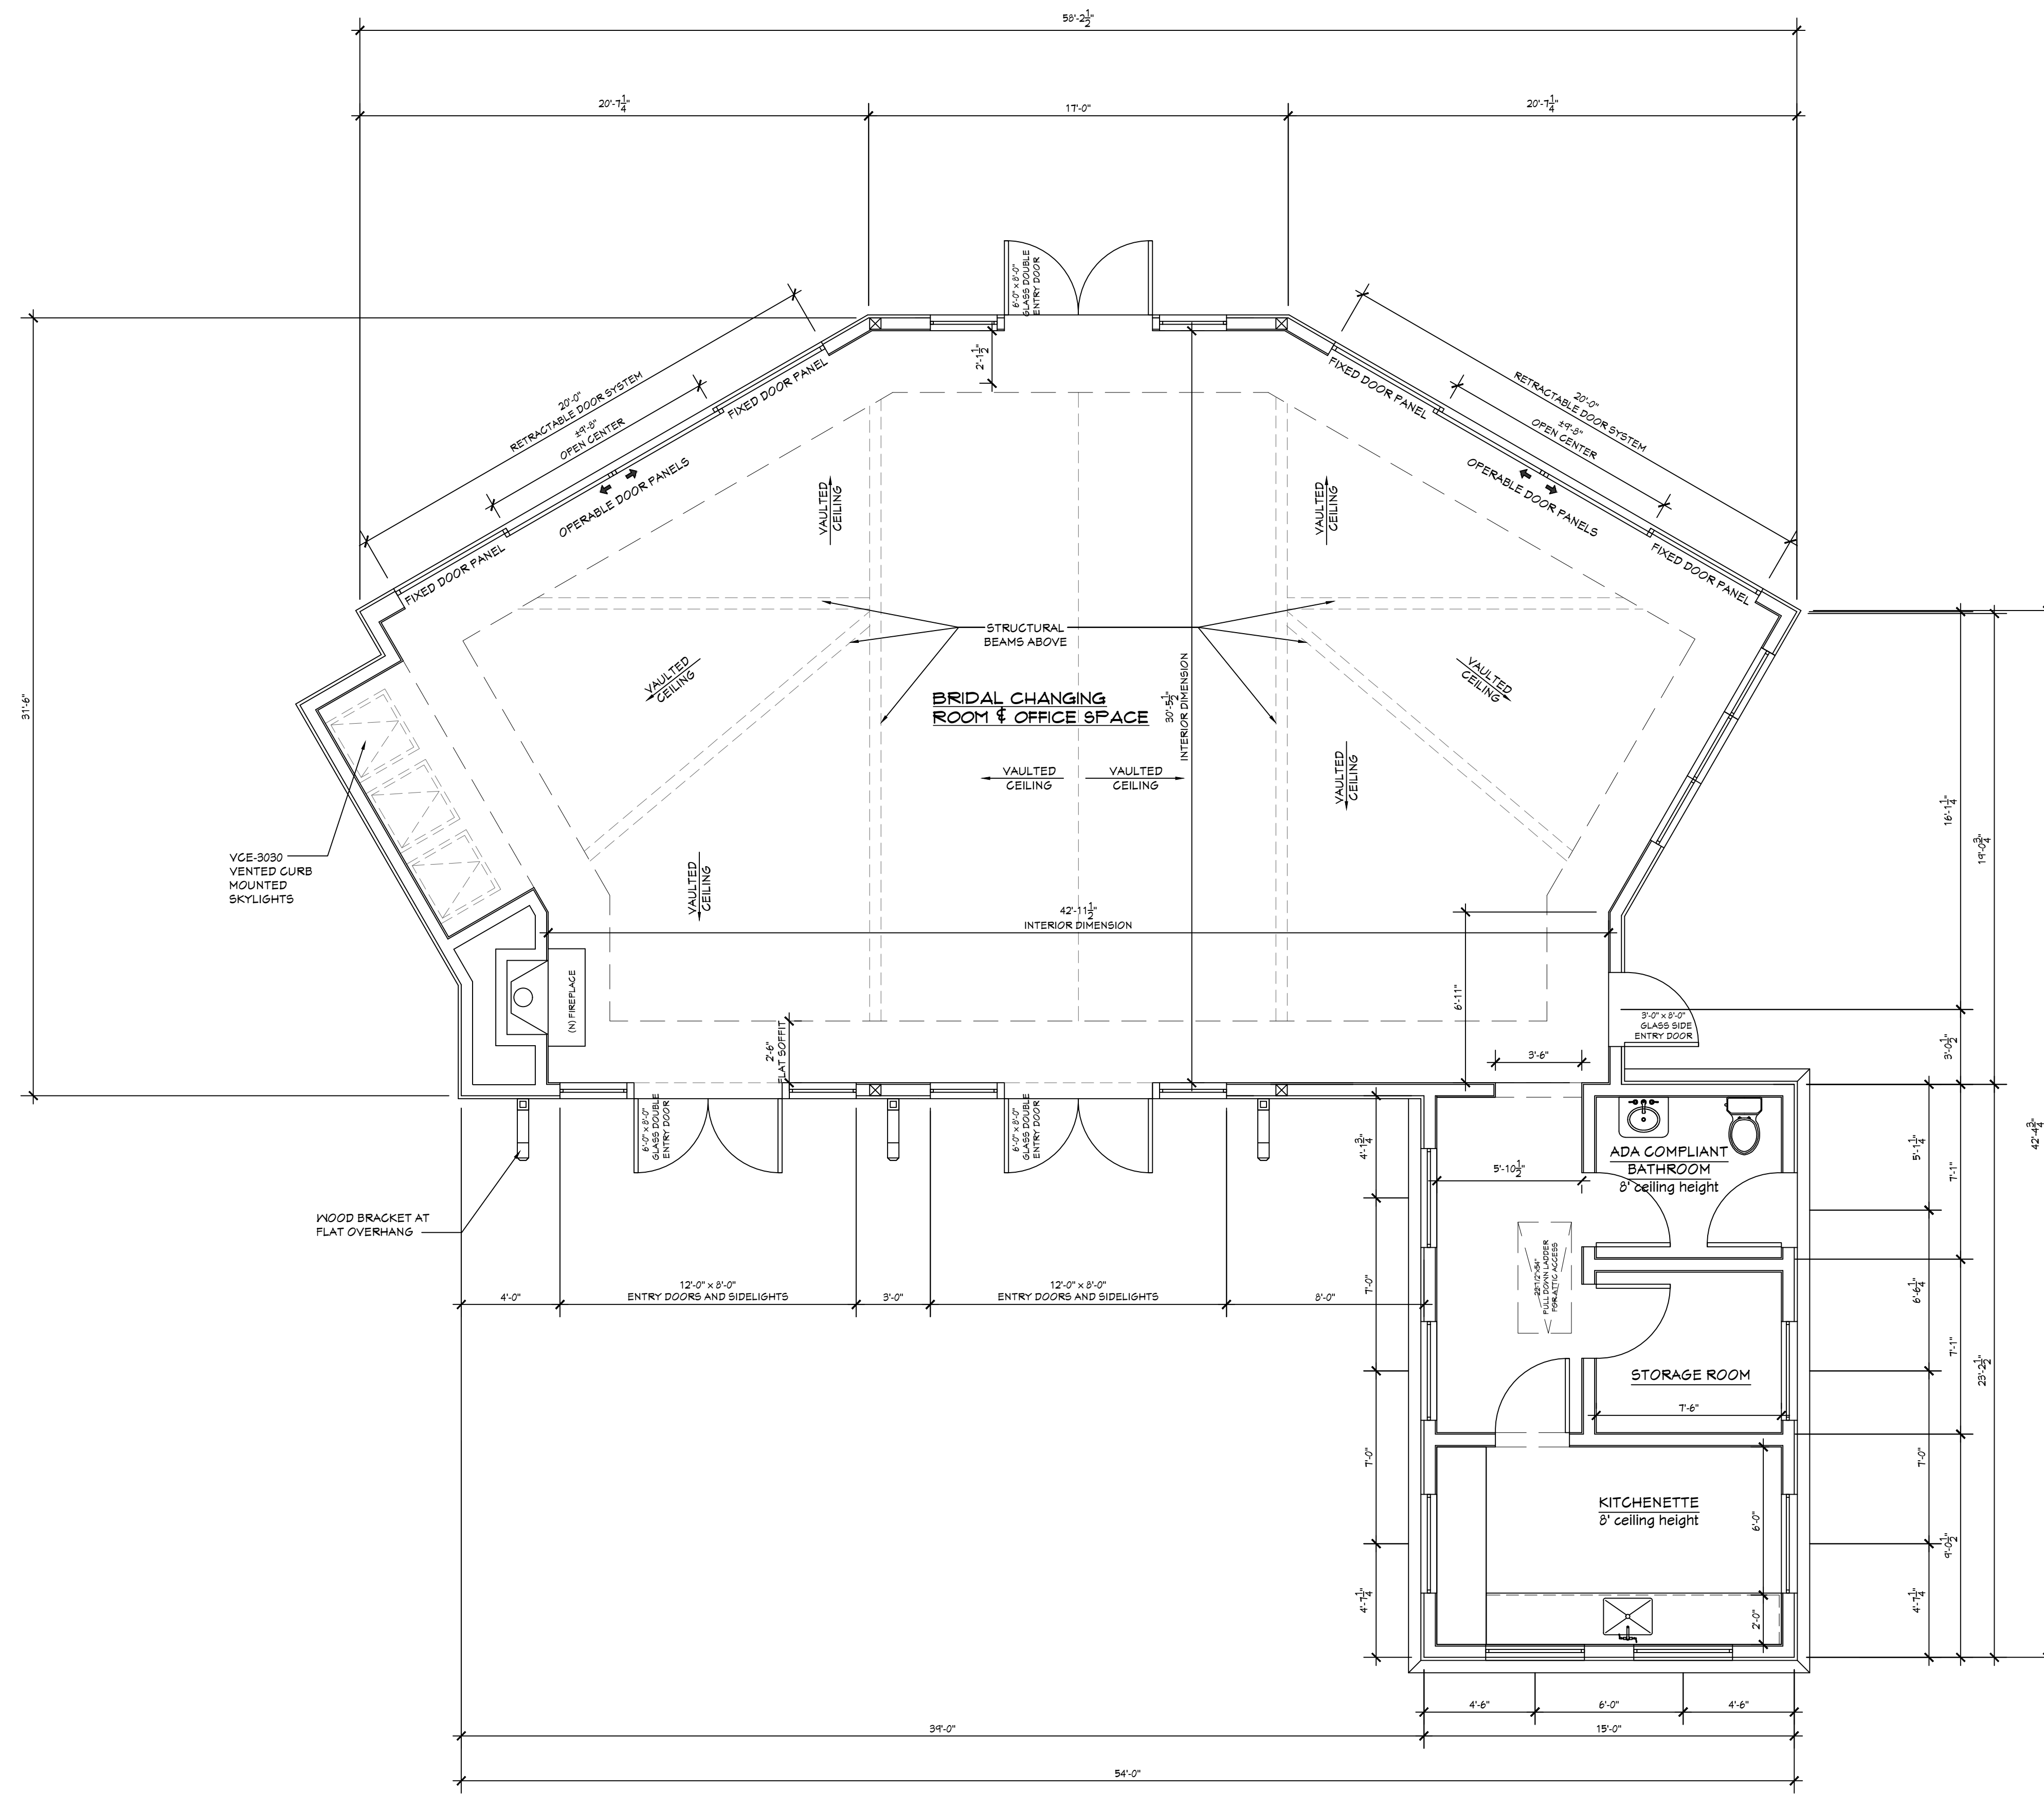 58'-2 1/2"
20'-7 1/4"
17'-0"
20'-7 1/4"
6'-0" x 8'-0"
GLASS DOUBLE
ENTRY DOOR
2'-1 1/2"
20'-0"
RETRACTABLE DOOR SYSTEM
±9'-8"
OPEN CENTER
FIXED DOOR PANEL
OPERABLE DOOR PANELS
FIXED DOOR PANEL
20'-0"
RETRACTABLE DOOR SYSTEM
±9'-8"
OPEN CENTER
FIXED DOOR PANEL
OPERABLE DOOR PANELS
FIXED DOOR PANEL
VAULTED
CEILING
VAULTED
CEILING
STRUCTURAL
BEAMS ABOVE
VAULTED
CEILING
VAULTED
CEILING
31'-6"
BRIDAL CHANGING
ROOM & OFFICE SPACE
30'-5 1/2"
INTERIOR DIMENSION
VAULTED
CEILING
VAULTED
CEILING
VAULTED
CEILING
VAULTED
CEILING
VCE-3030
VENTED CURB
MOUNTED
SKYLIGHTS
42'-11 1/2"
INTERIOR DIMENSION
(N) FIREPLACE
2'-6"
FLAT SOFFIT
6'-11"
3'-6"
3'-0" x 8'-0"
GLASS SIDE
ENTRY DOOR
16'-1 1/4"
19'-0 3/4"
3'-0 1/2"
42'-4 3/4"
6'-0" x 8'-0"
GLASS DOUBLE
ENTRY DOOR
6'-0" x 8'-0"
GLASS DOUBLE
ENTRY DOOR
WOOD BRACKET AT
FLAT OVERHANG
4'-0"
12'-0" x 8'-0"
ENTRY DOORS AND SIDELIGHTS
3'-0"
12'-0" x 8'-0"
ENTRY DOORS AND SIDELIGHTS
8'-0"
4'-1 3/4"
7'-0"
7'-0"
4'-7 1/4"
5'-10 1/2"
ADA COMPLIANT
BATHROOM
8' ceiling height
22-1/2"x54"
PULL DOWN LADDER
FOR ATTIC ACCESS
STORAGE ROOM
7'-6"
KITCHENETTE
8' ceiling height
6'-0"
2'-0"
5'-1 1/4"
7'-1"
6'-6 1/4"
7'-1"
23'-2 1/2"
7'-0"
9'-0 1/2"
4'-7 1/4"
4'-6"
6'-0"
4'-6"
39'-0"
15'-0"
54'-0"